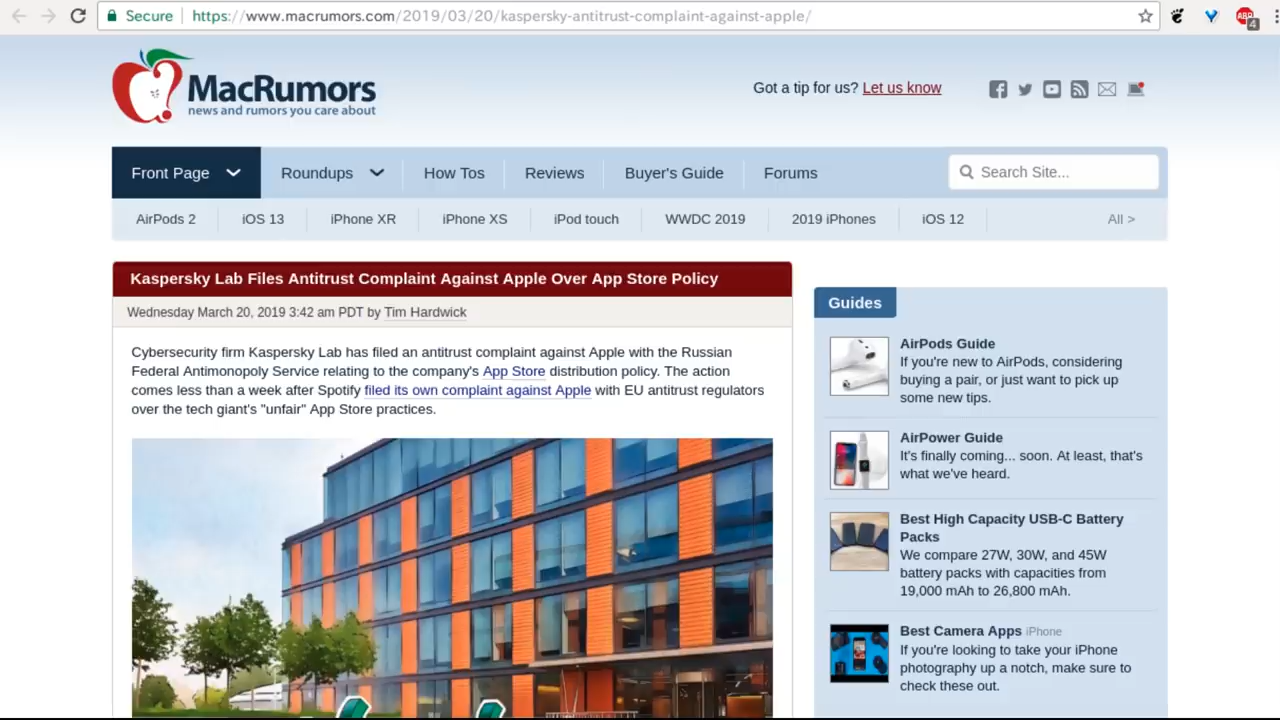 Secure https://www.macrumors.com/2019/03/20/kaspersky-antitrust-complaint-against-apple/
ABP
4
MacRumors
news and rumors you care about
Got a tip for us? Let us know
Front Page Roundups How Tos Reviews Buyer's Guide Forums Search Site...
AirPods 2 iOS 13 iPhone XR iPhone XS iPod touch WWDC 2019 2019 iPhones iOS 12 All >
Kaspersky Lab Files Antitrust Complaint Against Apple Over App Store Policy
Wednesday March 20, 2019 3:42 am PDT by Tim Hardwick
Cybersecurity firm Kaspersky Lab has filed an antitrust complaint against Apple with the Russian
Federal Antimonopoly Service relating to the company's App Store distribution policy. The action
comes less than a week after Spotify filed its own complaint against Apple with EU antitrust regulators
over the tech giant's "unfair" App Store practices.
Guides
AirPods Guide
If you're new to AirPods, considering
buying a pair, or just want to pick up
some new tips.
AirPower Guide
It's finally coming... soon. At least, that's
what we've heard.
Best High Capacity USB-C Battery
Packs
We compare 27W, 30W, and 45W
battery packs with capacities from
19,000 mAh to 26,800 mAh.
Best Camera Apps iPhone
If you're looking to take your iPhone
photography up a notch, make sure to
check these out.